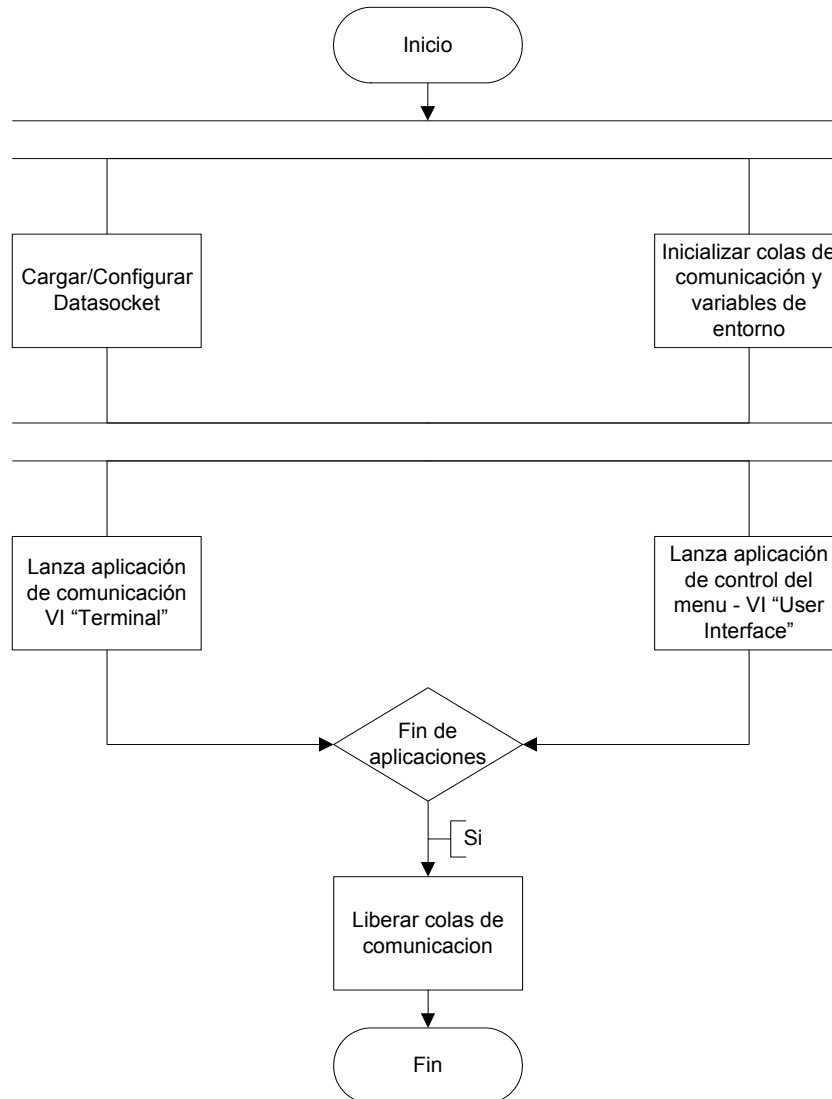 Inicio
Cargar/Configurar
Datasocket
Inicializar colas de
comunicación y
variables de
entorno
Lanza aplicación
de comunicación
VI “Terminal”
Lanza aplicación
de control del
menu - VI “User
Interface”
Fin de
aplicaciones
Si
Liberar colas de
comunicacion
Fin